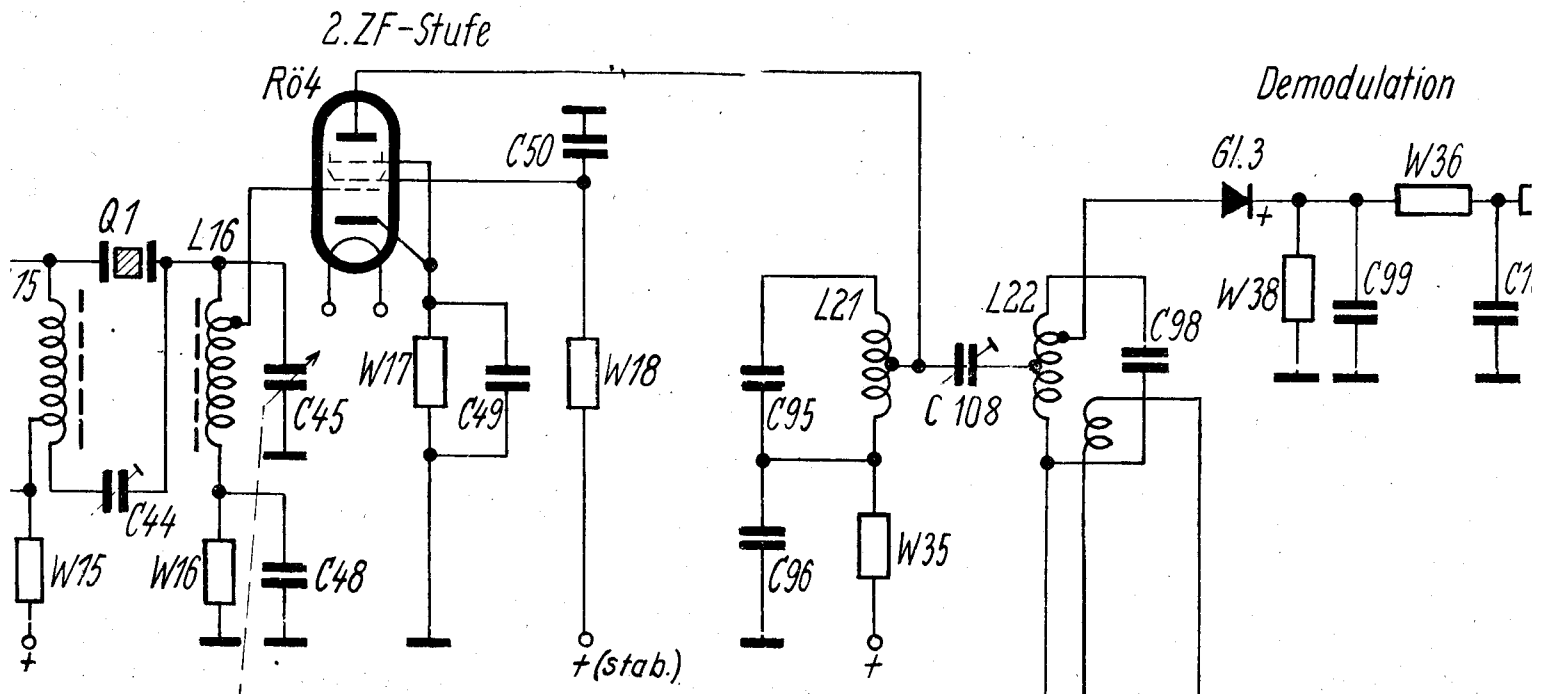 2.ZF-Stufe
Rö4
Demodulation
C50
Gl.3
W36
Q1
L16
15
C45
W17
C49
W18
L21
L22
C98
W38
C99
C1
C95
C 108
C44
W15
W16
C48
C96
W35
+
+
+ (stab.)
+